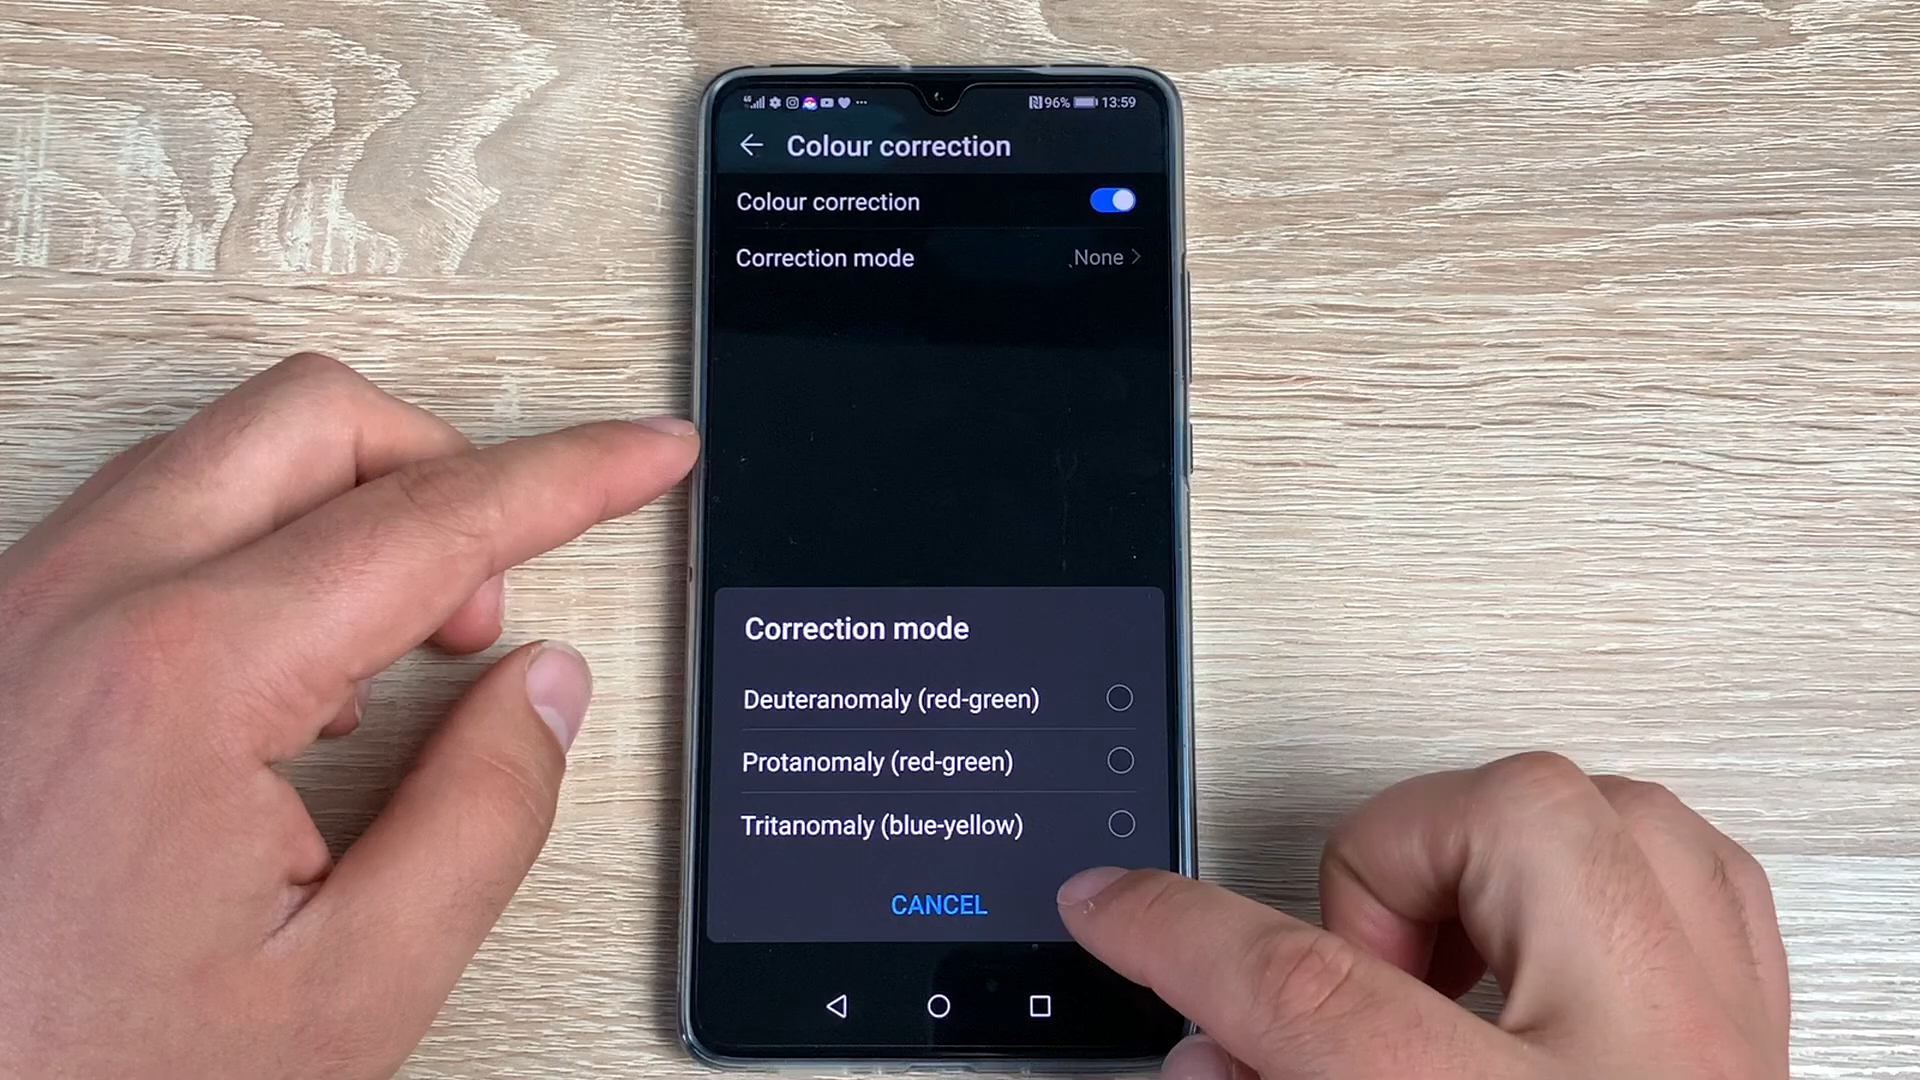 96% 13:59
Colour correction
Colour correction
Correction mode None
Correction mode
Deuteranomaly (red-green)
Protanomaly (red-green)
Tritanomaly (blue-yellow)
CANCEL